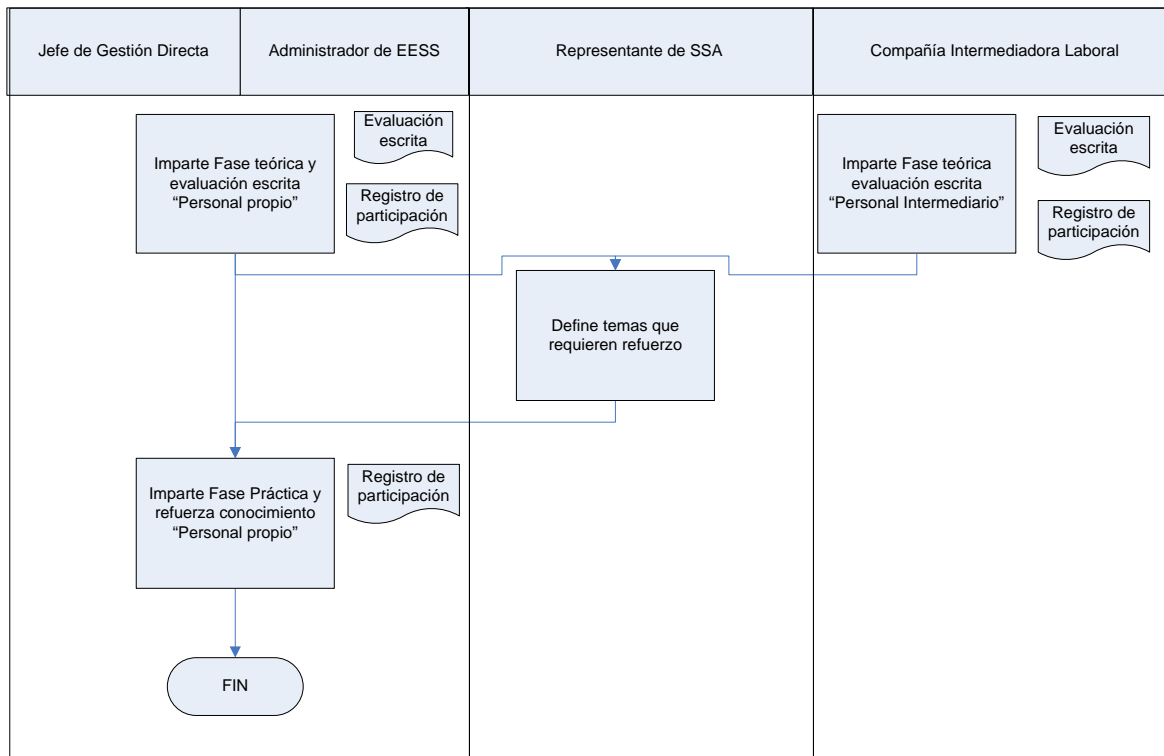 Jefe de Gestión Directa
Administrador de EESS
Representante de SSA
Compañía Intermediadora Laboral
Imparte Fase teórica y
evaluación escrita
“Personal propio”
Evaluación
escrita
Registro de
participación
Imparte Fase teórica
evaluación escrita
“Personal Intermediario”
Evaluación
escrita
Registro de
participación
Define temas que
requieren refuerzo
Imparte Fase Práctica y
refuerza conocimiento
“Personal propio”
Registro de
participación
FIN